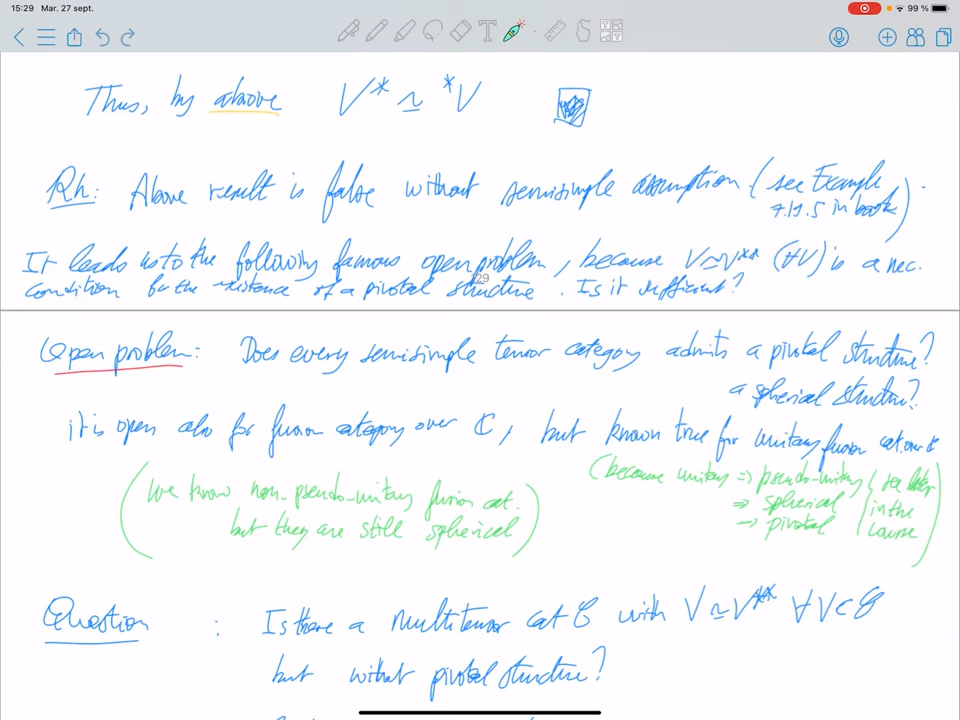 15:29 Mar. 27 sept. 99 %
Thus, by above V* ≃ *V
Rk: Above result is false without semisimple assumption (see Example
7.19.5 in book).
It leads us to the following famous open problem, because V≃V** (∀V) is a nec.
condition for the existence of a pivotal structure. Is it sufficient?
29
Open problem: Does every semisimple tensor category admits a pivotal structure?
a spherical structure?
it is open also for fusion category over ℂ, but known true for unitary fusion cat. over ℂ
(because unitary ⇒ pseudo-unitary
⇒ spherical
⇒ pivotal
see later
in the
course)
(we know non-pseudo-unitary fusion cat.
but they are still spherical)
Question : Is there a multitensor cat 𝒞 with V≃V** ∀V∈𝒞
but without pivotal structure?